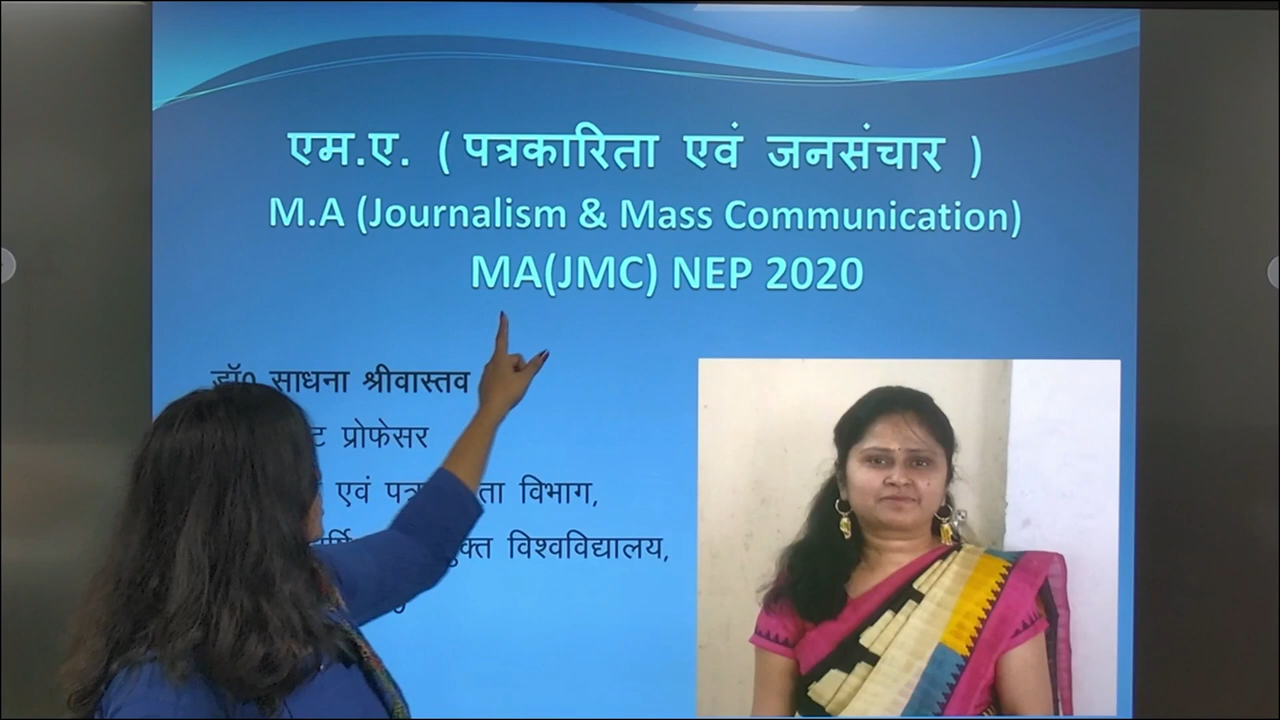 एम.ए. ( पत्रकारिता एवं जनसंचार )
M.A (Journalism & Mass Communication)
MA(JMC) NEP 2020
डॉ0 साधना श्रीवास्तव
प्रोफेसर
एवं विभाग,
विश्वविद्यालय,